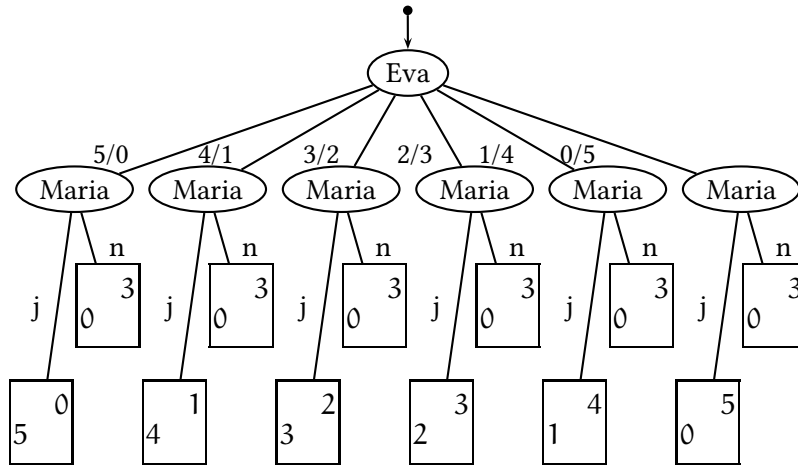 Eva
5/0 4/1 3/2 2/3 1/4 0/5
Maria Maria Maria Maria Maria Maria
n n n n n n
3 3 3 3 3 3
j j j j j j
0 0 0 0 0 0
0 1 2 3 4 5
5 4 3 2 1 0